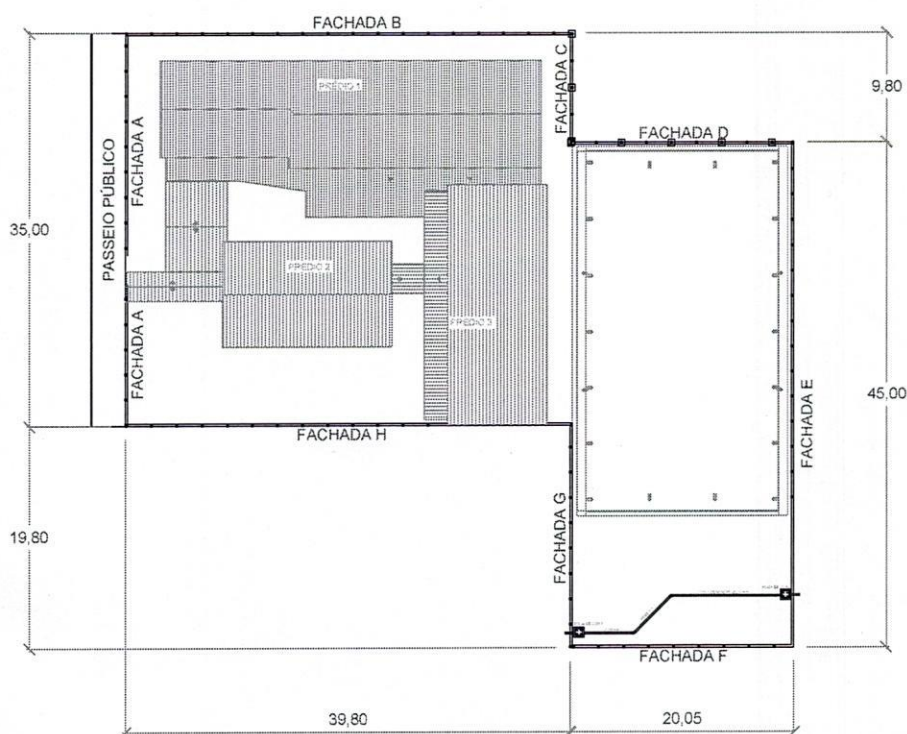 FACHADA B
PRÉDIO 1
FACHADA C
9,80
FACHADA A
FACHADA D
PASSEIO PÚBLICO
35,00
PREDIO 2
PREDIO 3
FACHADA A
FACHADA E
45,00
FACHADA H
FACHADA G
19,80
FACHADA F
39,80
20,05